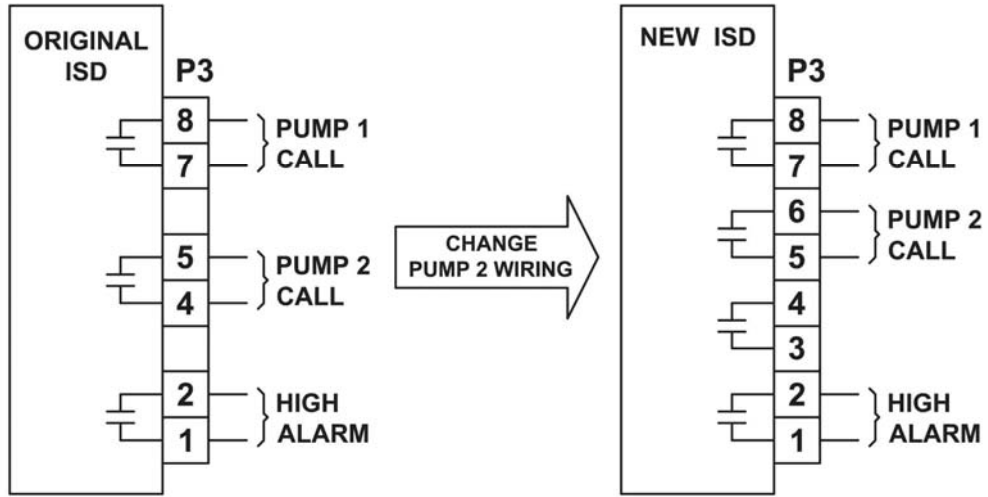 ORIGINAL
ISD
P3
8
7
PUMP 1
CALL
5
4
PUMP 2
CALL
2
1
HIGH
ALARM
CHANGE
PUMP 2 WIRING
NEW ISD
P3
8
7
PUMP 1
CALL
6
5
PUMP 2
CALL
4
3
2
1
HIGH
ALARM